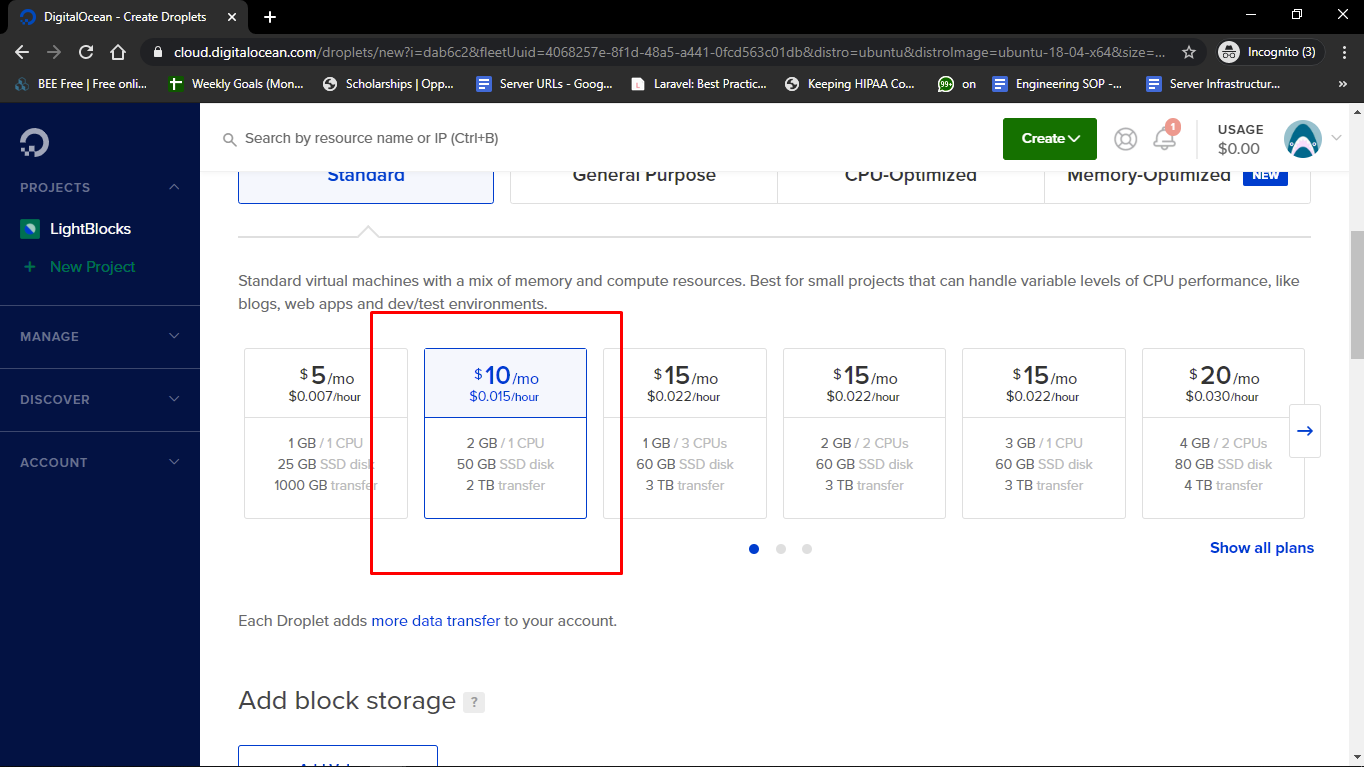 DigitalOcean - Create Droplets
cloud.digitalocean.com/droplets/new?i=dab6c2&fleetUuid=4068257e-8f1d-48a5-a441-0fcd563c01db&distro=ubuntu&distroImage=ubuntu-18-04-x64&size=...
Incognito (3)
BEE Free | Free onli...
Weekly Goals (Mon...
Scholarships | Opp...
Server URLs - Goog...
Laravel: Best Practic...
Keeping HIPAA Co...
99+
on
Engineering SOP -...
Server Infrastructur...
»
Search by resource name or IP (Ctrl+B)
Create
1
USAGE
$0.00
PROJECTS
LightBlocks
+ New Project
MANAGE
DISCOVER
ACCOUNT
Standard
General Purpose
CPU-Optimized
Memory-Optimized NEW
Standard virtual machines with a mix of memory and compute resources. Best for small projects that can handle variable levels of CPU performance, like
blogs, web apps and dev/test environments.
$5/mo
$0.007/hour
1 GB / 1 CPU
25 GB SSD disk
1000 GB transfer
$10/mo
$0.015/hour
2 GB / 1 CPU
50 GB SSD disk
2 TB transfer
$15/mo
$0.022/hour
1 GB / 3 CPUs
60 GB SSD disk
3 TB transfer
$15/mo
$0.022/hour
2 GB / 2 CPUs
60 GB SSD disk
3 TB transfer
$15/mo
$0.022/hour
3 GB / 1 CPU
60 GB SSD disk
3 TB transfer
$20/mo
$0.030/hour
4 GB / 2 CPUs
80 GB SSD disk
4 TB transfer
Show all plans
Each Droplet adds more data transfer to your account.
Add block storage ?